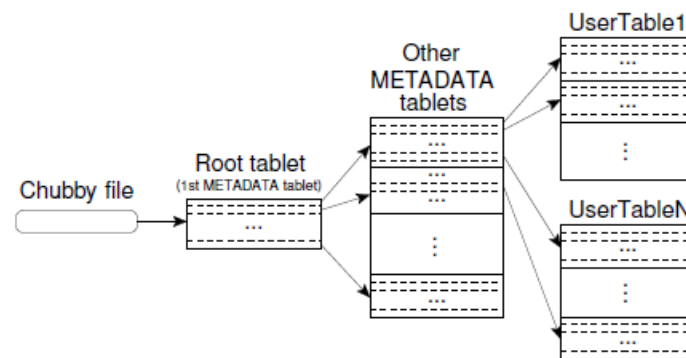 UserTable1
Other
METADATA
tablets
Root tablet
(1st METADATA tablet)
Chubby file
UserTableN
...
...
...
...
...
...
...
...
...
⋮
⋮
⋮